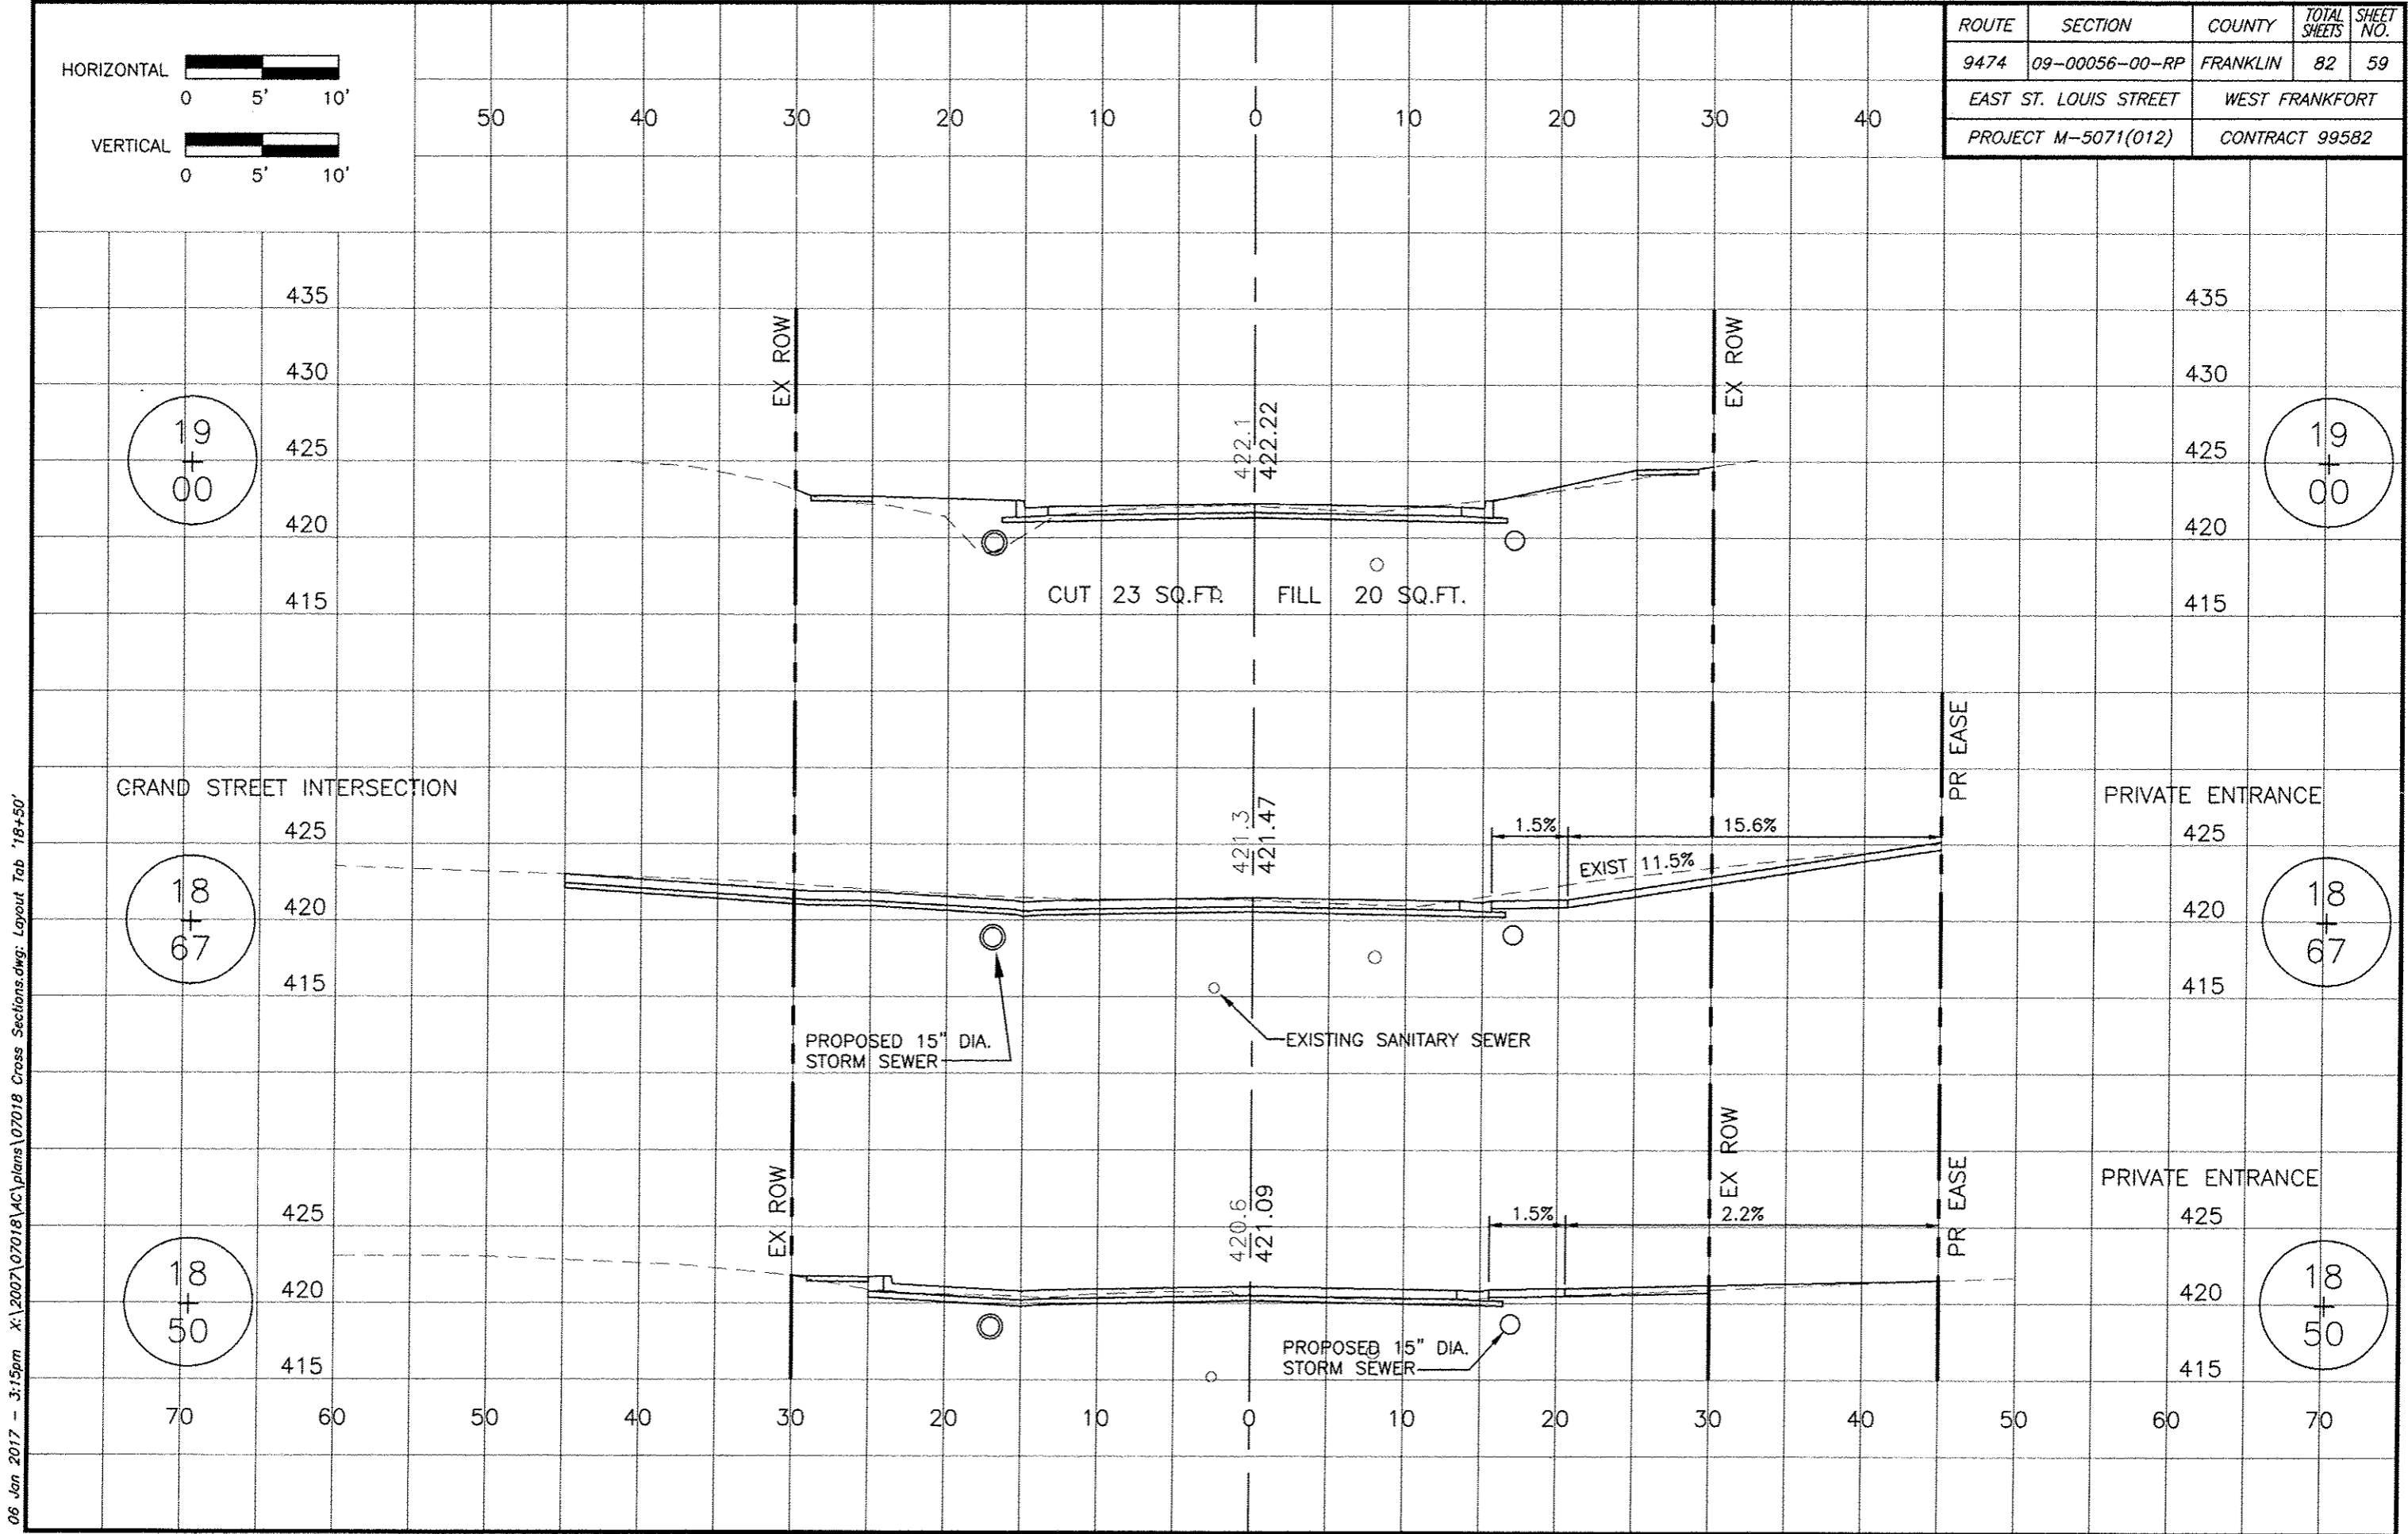 ROUTE SECTION COUNTY TOTAL SHEETS SHEET NO.
9474 09-00056-00-RP FRANKLIN 82 59
EAST ST. LOUIS STREET WEST FRANKFORT
PROJECT M-5071(012) CONTRACT 99582
HORIZONTAL
0 5' 10'
VERTICAL
0 5' 10'
50 40 30 20 10 0 10 20 30 40
435 435
430 430
425 425
420 420
415 415
EX ROW
EX ROW
19
00
19
00
422.1
422.22
CUT 23 SQ.FT. FILL 20 SQ.FT.
GRAND STREET INTERSECTION
PRIVATE ENTRANCE
PR EASE
425 425
420 420
415 415
18
67
18
67
421.3
421.47
1.5% 15.6%
EXIST 11.5%
PROPOSED 15" DIA.
STORM SEWER
EXISTING SANITARY SEWER
EX ROW
EX ROW
PR EASE
PRIVATE ENTRANCE
425 425
420 420
415 415
18
50
18
50
420.6
421.09
1.5% 2.2%
PROPOSED 15" DIA.
STORM SEWER
70 60 50 40 30 20 10 0 10 20 30 40 50 60 70
06 Jan 2017 - 3:15pm X:\2007\07018\AC\plans\07018 Cross Sections.dwg: Layout Tab '18+50'